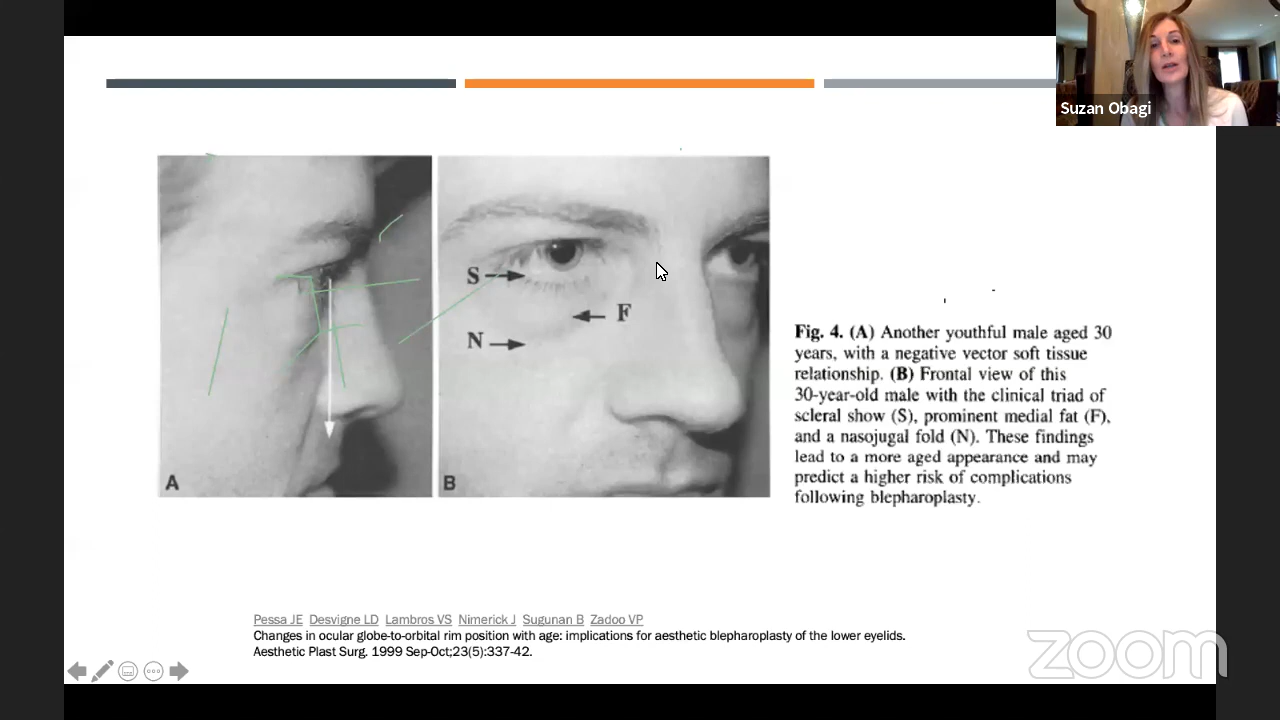 Suzan Obagi
S
F
N
A
B
Fig. 4. (A) Another youthful male aged 30
years, with a negative vector soft tissue
relationship. (B) Frontal view of this
30-year-old male with the clinical triad of
scleral show (S), prominent medial fat (F),
and a nasojugal fold (N). These findings
lead to a more aged appearance and may
predict a higher risk of complications
following blepharoplasty.
Pessa JE Desvigne LD Lambros VS Nimerick J Sugunan B Zadoo VP
Changes in ocular globe-to-orbital rim position with age: implications for aesthetic blepharoplasty of the lower eyelids.
Aesthetic Plast Surg. 1999 Sep-Oct;23(5):337-42.
zoom